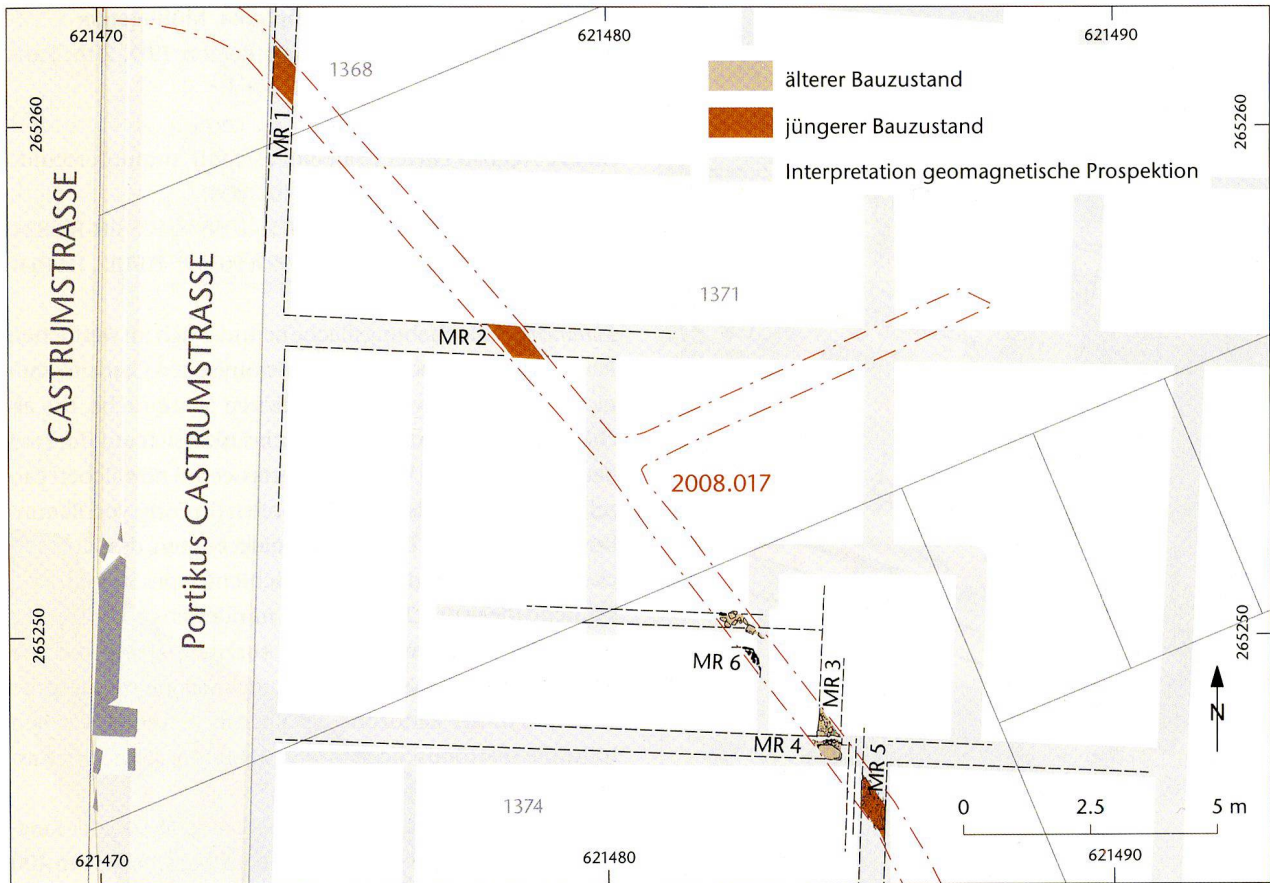 621470
621480
621490
1368
älterer Bauzustand
jüngerer Bauzustand
Interpretation geomagnetische Prospektion
265260
265260
MR 1
CASTRUMSTRASSE
Portikus CASTRUMSTRASSE
1371
MR 2
2008.017
265250
265250
MR 6
MR 3
MR 4
MR 5
N
1374
0 2.5 5 m
621470
621480
621490